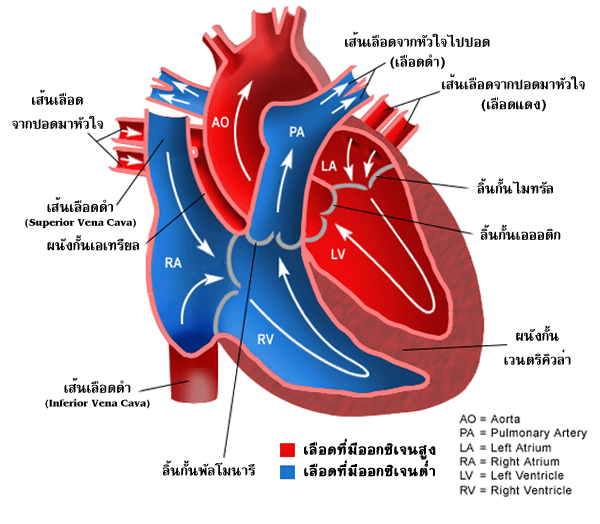 เส้นเลือดจากหัวใจไปปอด
(เลือดดำ)
เส้นเลือดจากปอดมาหัวใจ
(เลือดแดง)
เส้นเลือด
จากปอดมาหัวใจ
AO
PA
LA
ลิ้นกั้นไมทรัล
เส้นเลือดดำ
(Superior Vena Cava)
ผนังกั้นเอเทรียล
ลิ้นกั้นเอออติก
RA
LV
RV
ผนังกั้น
เวนตริคิวล่า
เส้นเลือดดำ
(Inferior Vena Cava)
ลิ้นกั้นพัลโมนารี
เลือดที่มีออกซิเจนสูง
เลือดที่มีออกซิเจนต่ำ
AO = Aorta
PA = Pulmonary Artery
LA = Left Atrium
RA = Right Atrium
LV = Left Ventricle
RV = Right Ventricle